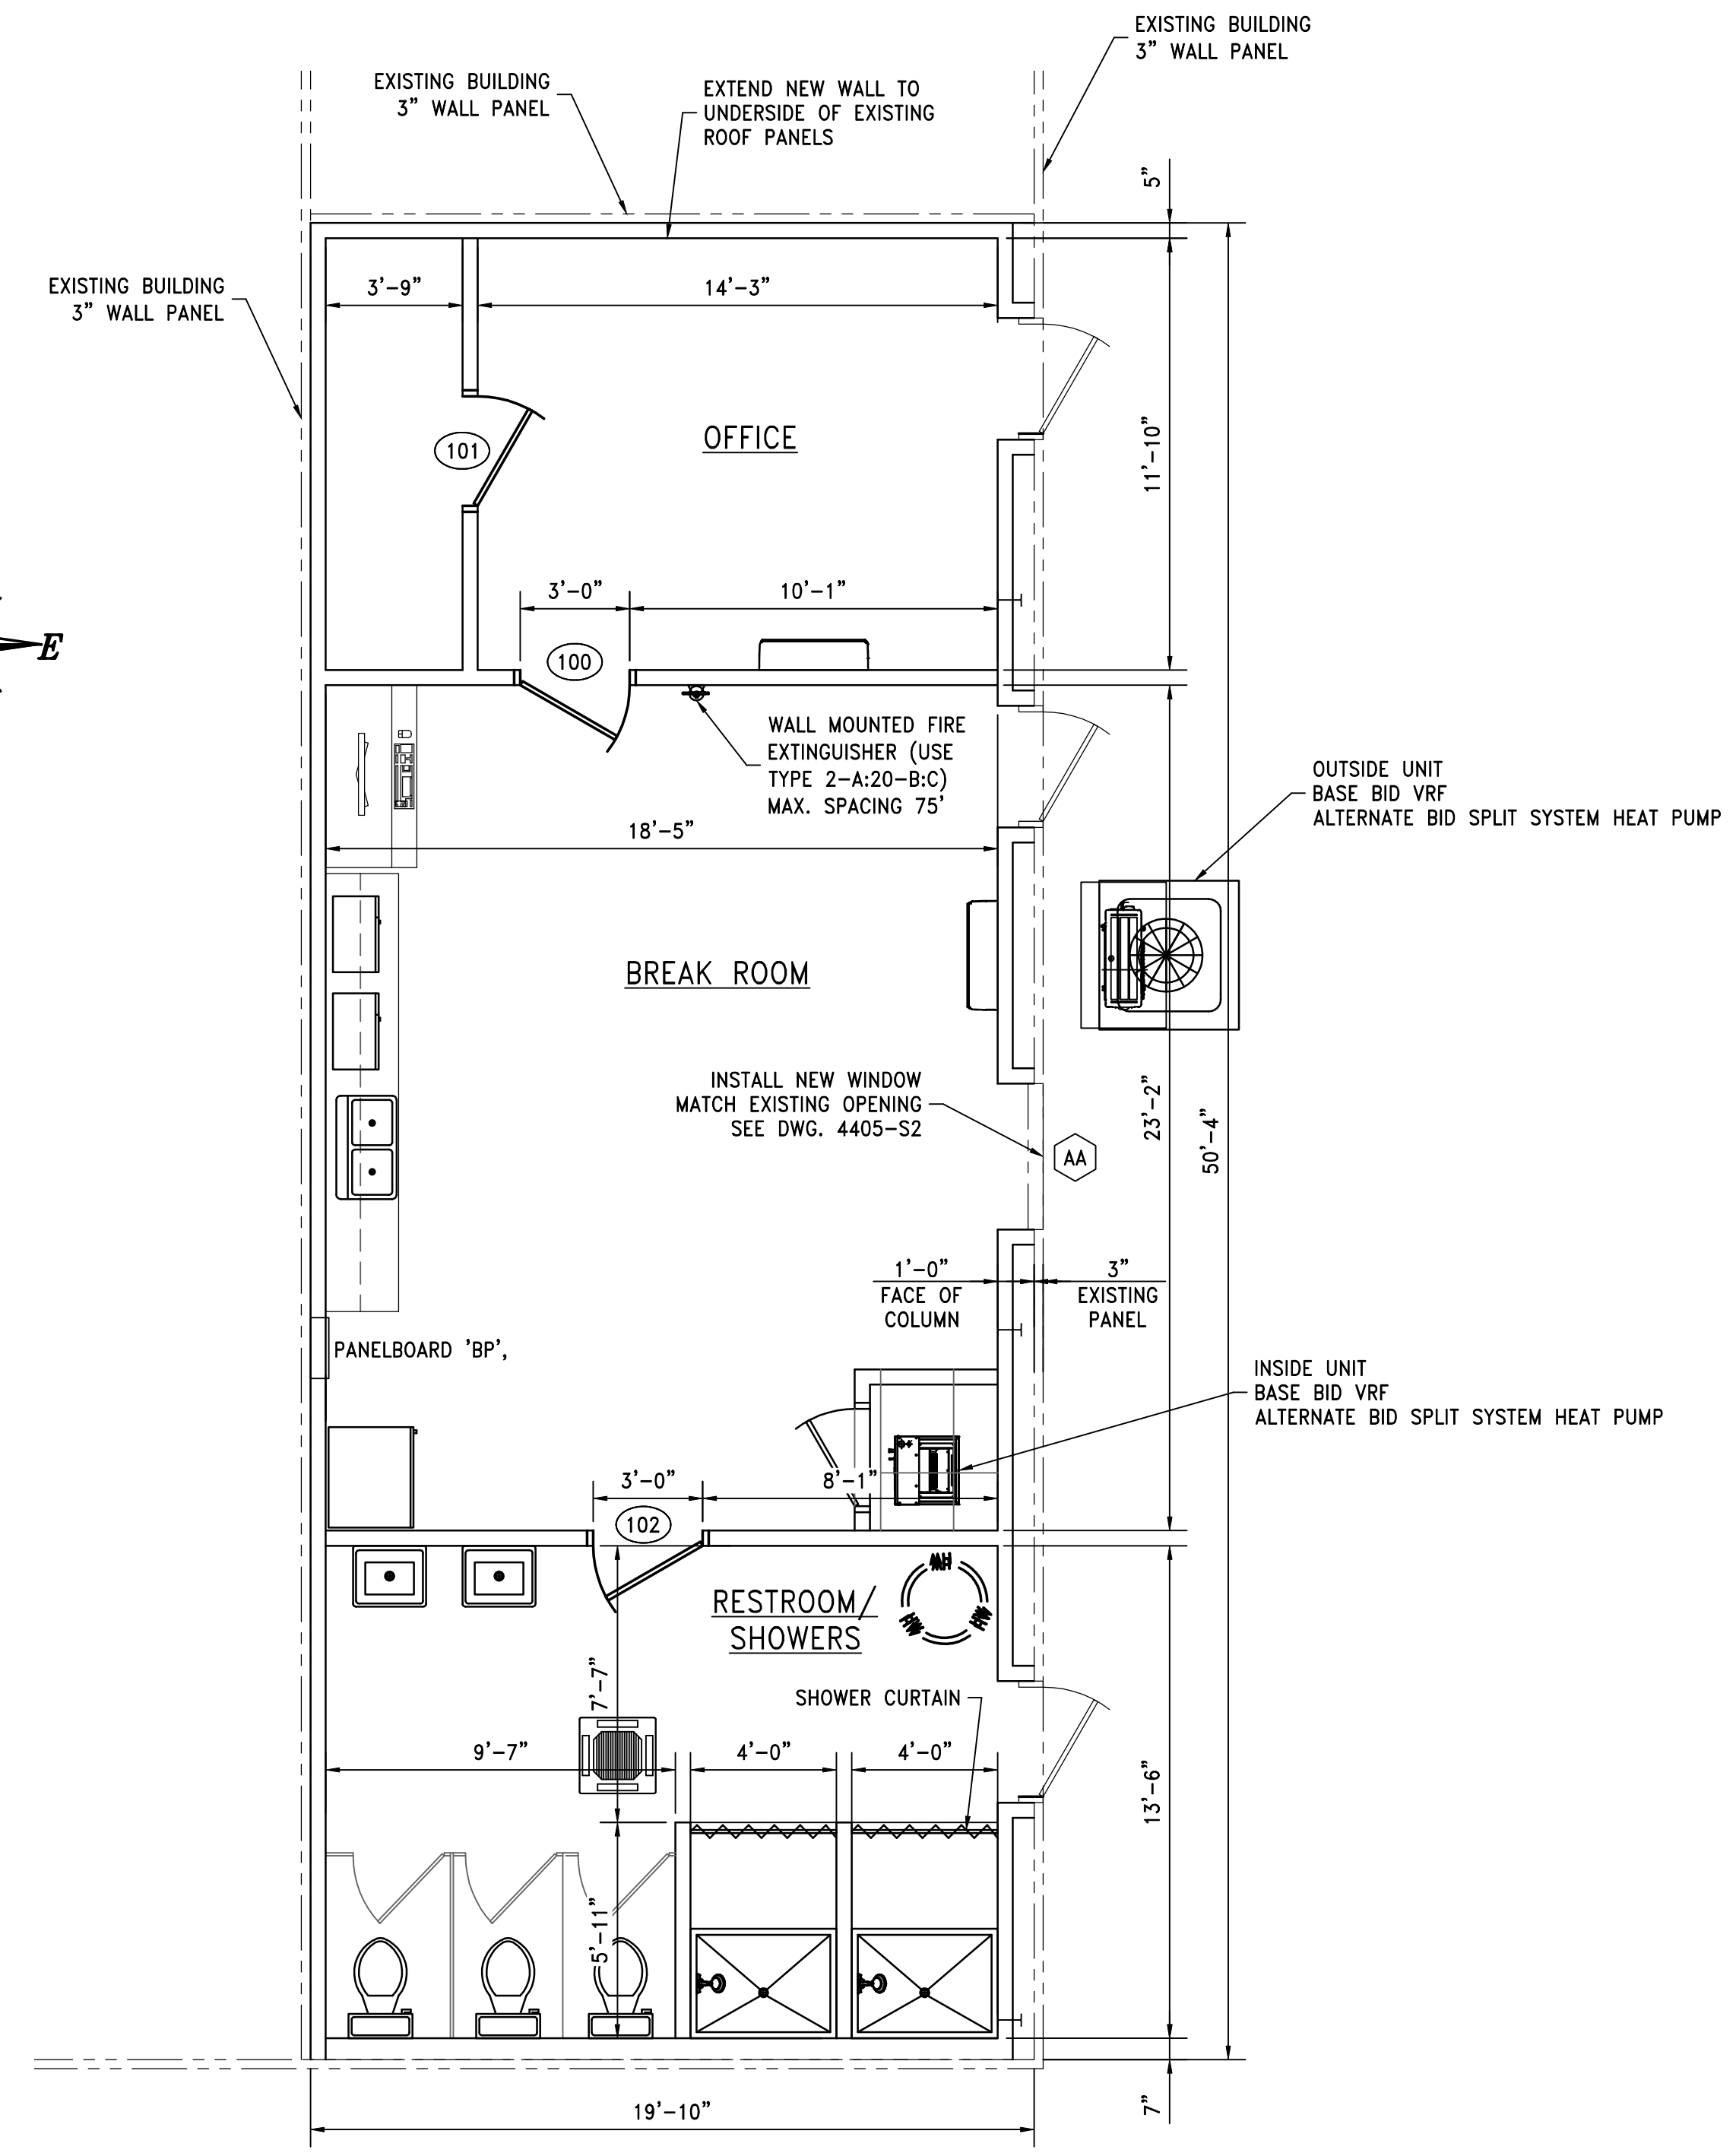 EXISTING BUILDING
3" WALL PANEL
EXISTING BUILDING
3" WALL PANEL
EXTEND NEW WALL TO
UNDERSIDE OF EXISTING
ROOF PANELS
5"
EXISTING BUILDING
3" WALL PANEL
3'-9"
14'-3"
OFFICE
101
11'-10"
3'-0"
10'-1"
E
100
WALL MOUNTED FIRE
EXTINGUISHER (USE
TYPE 2-A:20-B:C)
MAX. SPACING 75'
OUTSIDE UNIT
BASE BID VRF
ALTERNATE BID SPLIT SYSTEM HEAT PUMP
18'-5"
BREAK ROOM
INSTALL NEW WINDOW
MATCH EXISTING OPENING
SEE DWG. 4405-S2
AA
23'-2"
50'-4"
1'-0"
FACE OF
COLUMN
3"
EXISTING
PANEL
PANELBOARD 'BP',
INSIDE UNIT
BASE BID VRF
ALTERNATE BID SPLIT SYSTEM HEAT PUMP
3'-0"
8'-1"
102
HW
HW
HW
RESTROOM/
SHOWERS
7'-7"
SHOWER CURTAIN
9'-7"
4'-0"
4'-0"
13'-6"
5'-11"
19'-10"
7"